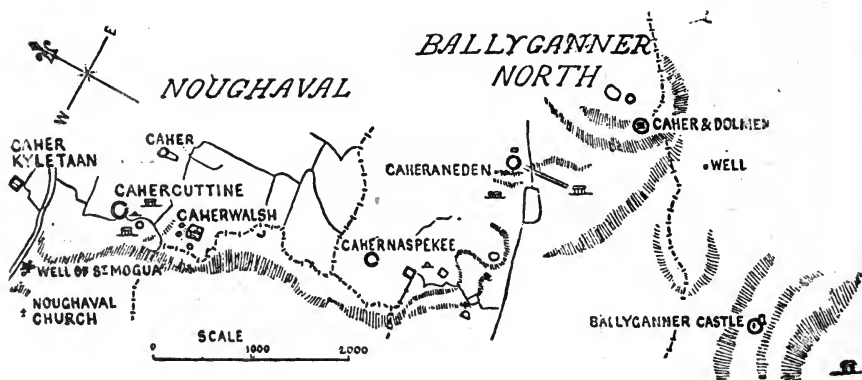 BALLYGANNER
NORTH
NOUGHAVAL
E
W
CAHER
KYLETAAN
CAHER
CAHER & DOLMEN
CAHERANEDEN
WELL
CAHERCUTTINE
CAHERWALSH
CAHERNASPEKEE
WELL OF ST MOGUA
NOUGHAVAL
CHURCH
BALLYGANNER CASTLE
SCALE
0 1000 2000